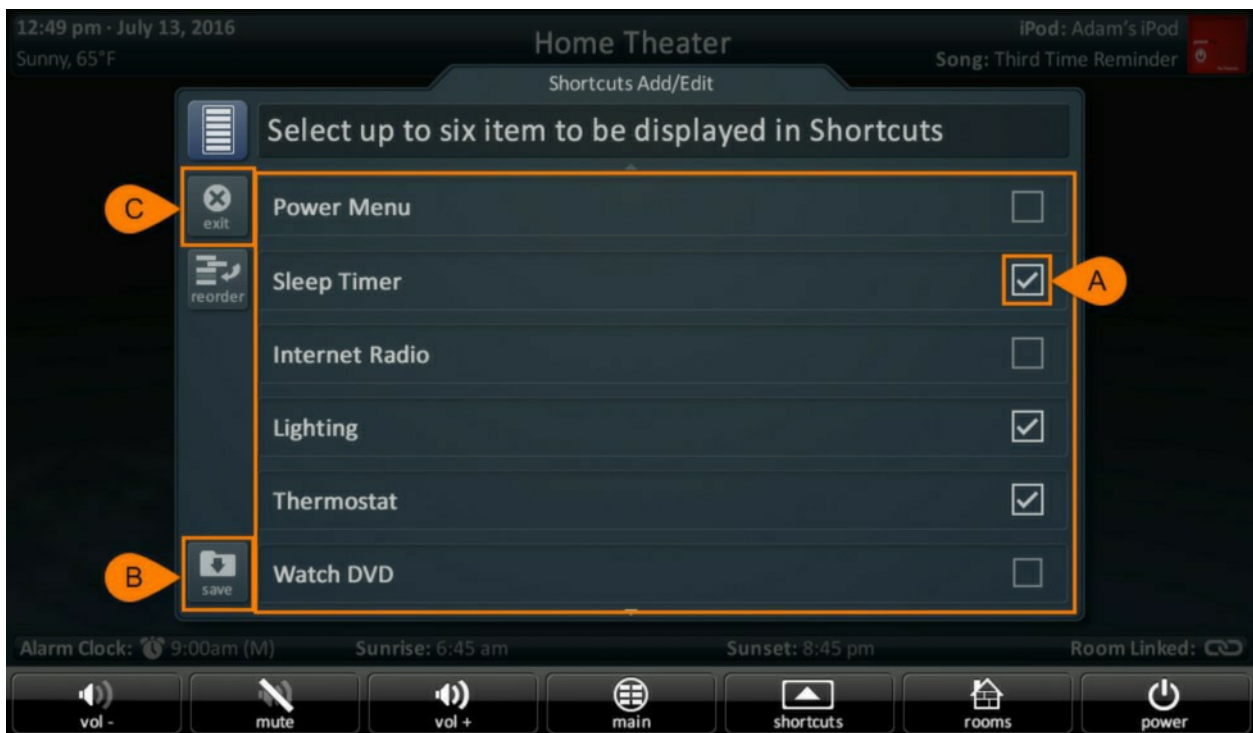 12:49 pm · July 13, 2016
Sunny, 65°F
Home Theater
iPod: Adam's iPod
Song: Third Time Reminder
Shortcuts Add/Edit
Select up to six item to be displayed in Shortcuts
C
exit
Power Menu
reorder
Sleep Timer
A
Internet Radio
Lighting
Thermostat
B
save
Watch DVD
Alarm Clock: 9:00am (M) Sunrise: 6:45 am Sunset: 8:45 pm Room Linked:
vol - mute vol + main shortcuts rooms power